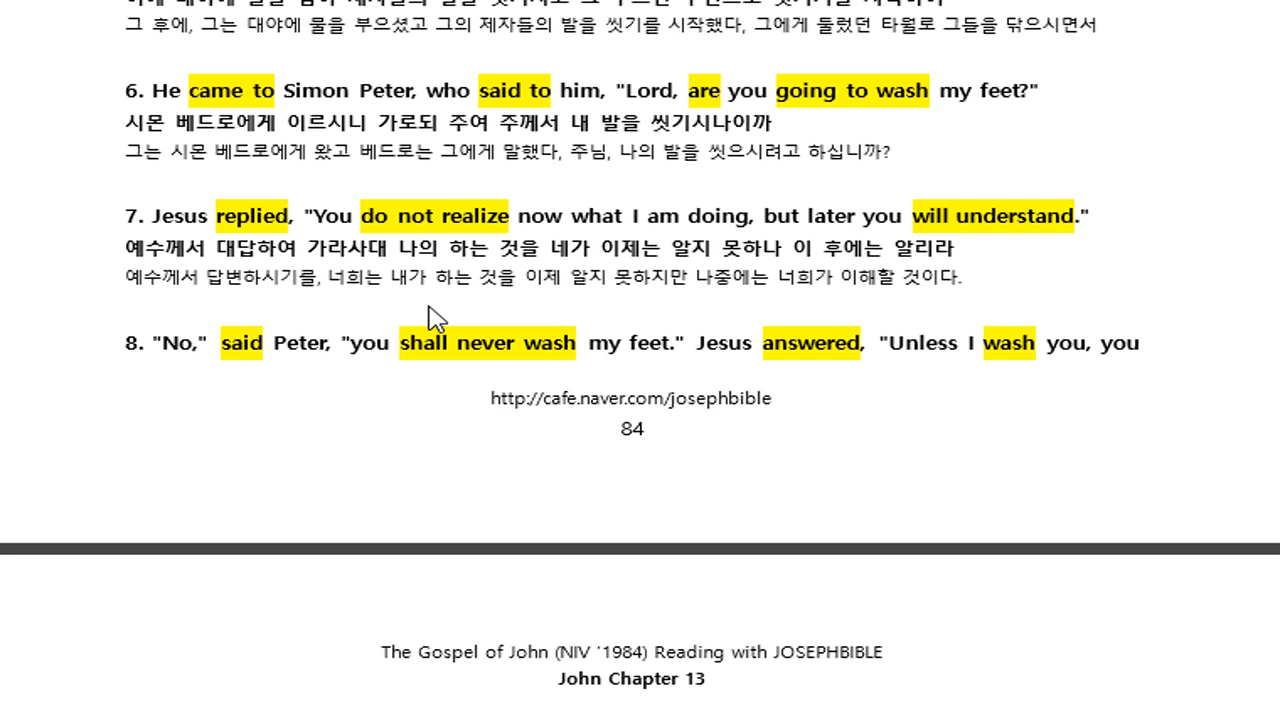 그 후에, 그는 대야에 물을 부으셨고 그의 제자들의 발을 씻기를 시작했다, 그에게 둘렀던 타월로 그들을 닦으시면서
6. He came to Simon Peter, who said to him, "Lord, are you going to wash my feet?"
시몬 베드로에게 이르시니 가로되 주여 주께서 내 발을 씻기시나이까
그는 시몬 베드로에게 왔고 베드로는 그에게 말했다, 주님, 나의 발을 씻으시려고 하십니까?
7. Jesus replied, "You do not realize now what I am doing, but later you will understand."
예수께서 대답하여 가라사대 나의 하는 것을 네가 이제는 알지 못하나 이 후에는 알리라
예수께서 답변하시기를, 너희는 내가 하는 것을 이제 알지 못하지만 나중에는 너희가 이해할 것이다.
8. "No," said Peter, "you shall never wash my feet." Jesus answered, "Unless I wash you, you
http://cafe.naver.com/josephbible
84
The Gospel of John (NIV '1984) Reading with JOSEPHBIBLE
John Chapter 13